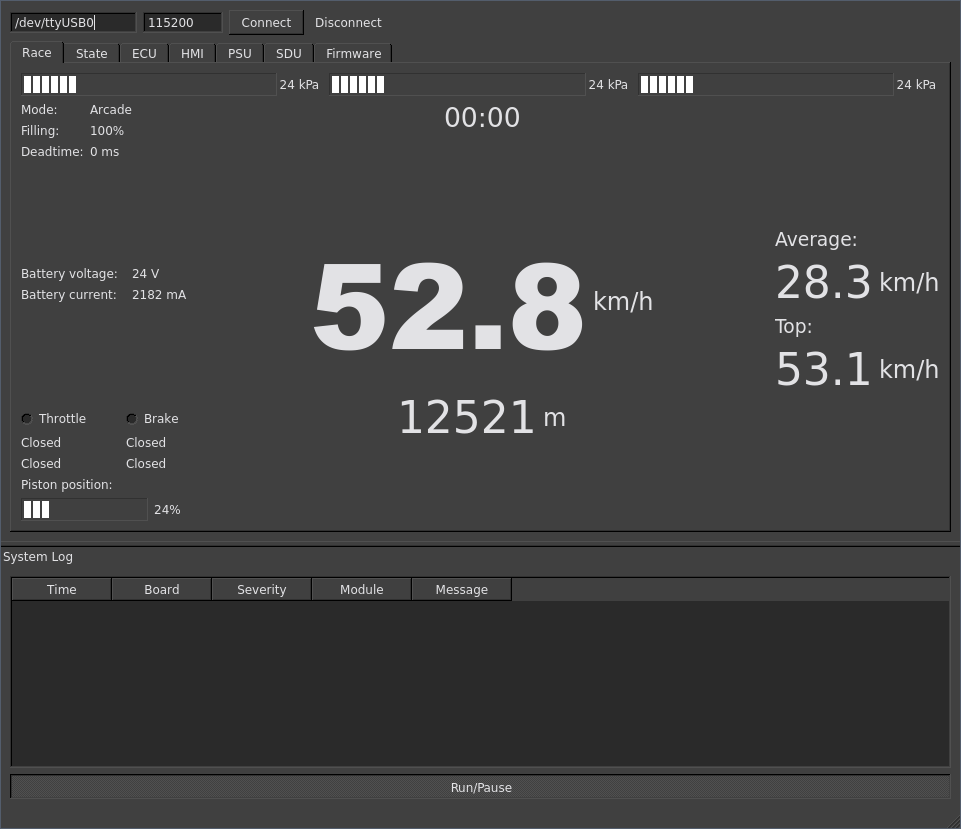 /dev/ttyUSB0 115200 Connect Disconnect
Race State ECU HMI PSU SDU Firmware
24 kPa 24 kPa 24 kPa
Mode: Arcade
00:00
Filling: 100%
Deadtime: 0 ms
Average:
Battery voltage: 24 V
28.3 km/h
Battery current: 2182 mA
52.8 km/h
Top:
53.1 km/h
12521 m
Throttle Brake
Closed Closed
Closed Closed
Piston position:
24%
System Log
Time Board Severity Module Message
Run/Pause